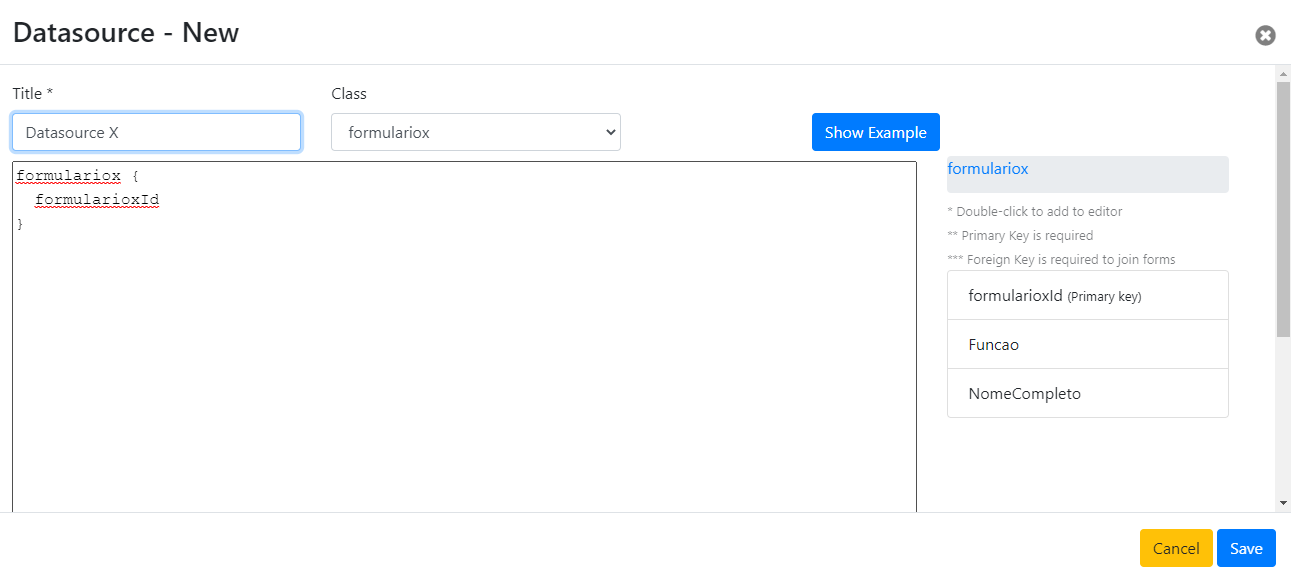 Datasource - New
Title *
Class
Datasource X
formulariox
Show Example
formulariox {
formularioxId
}
formulariox
* Double-click to add to editor
** Primary Key is required
*** Foreign Key is required to join forms
formularioxId (Primary key)
Funcao
NomeCompleto
Cancel
Save